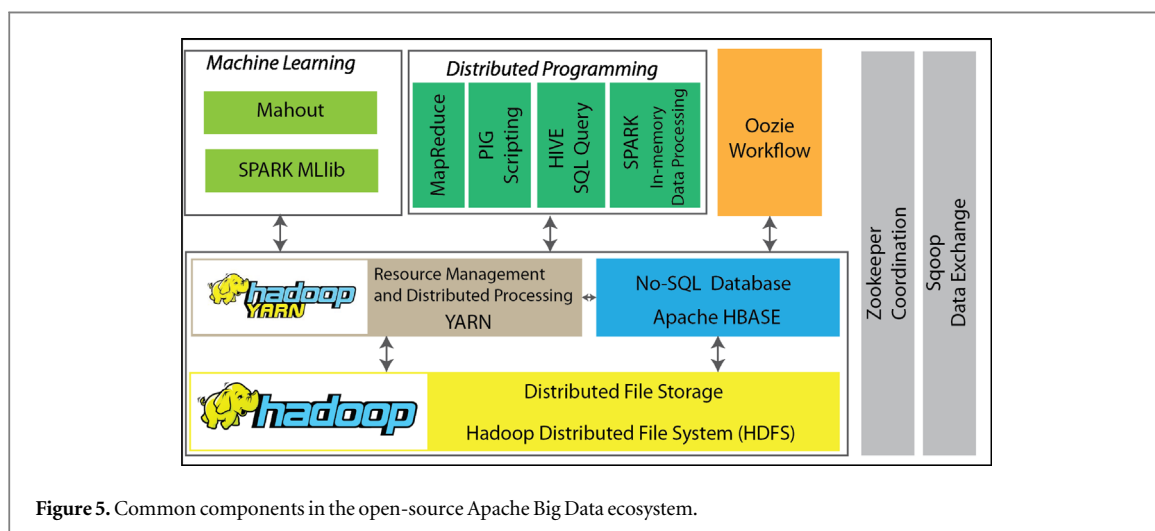 Machine Learning
Mahout
SPARK MLlib
Distributed Programming
MapReduce
PIG
Scripting
HIVE
SQL Query
SPARK
In-memory
Data Processing
Oozie
Workflow
hadoop
YARN
Resource Management
and Distributed Processing
YARN
No-SQL Database
Apache HBASE
hadoop
Distributed File Storage
Hadoop Distributed File System (HDFS)
Zookeeper
Coordination
Sqoop
Data Exchange
Figure 5. Common components in the open-source Apache Big Data ecosystem.